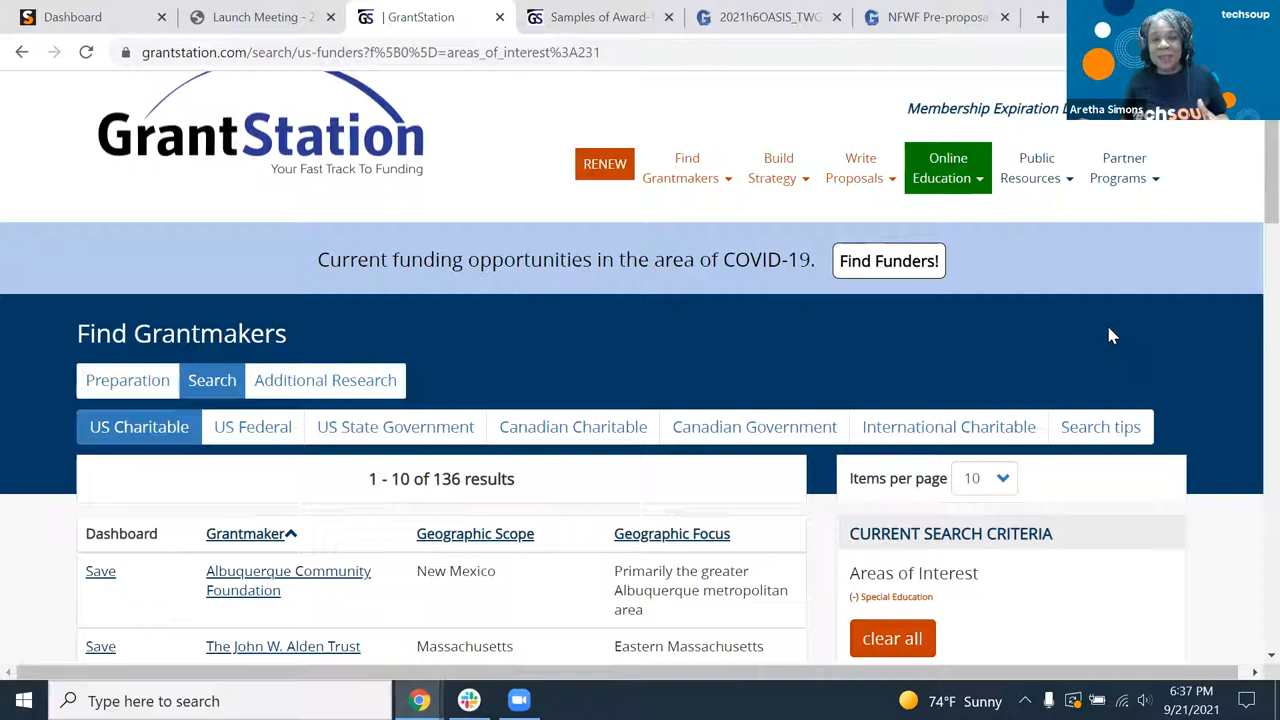 Dashboard
Launch Meeting - Z
| GrantStation
Samples of Award-
2021h6OASIS_TWG
NFWF Pre-proposa
techsoup
grantstation.com/search/us-funders?f%5B0%5D=areas_of_interest%3A231
Aretha Simons
GrantStation
Your Fast Track To Funding
Membership Expiration
RENEW
Find
Grantmakers
Build
Strategy
Write
Proposals
Online
Education
Public
Resources
Partner
Programs
Current funding opportunities in the area of COVID-19.
Find Funders!
Find Grantmakers
Preparation
Search
Additional Research
US Charitable
US Federal
US State Government
Canadian Charitable
Canadian Government
International Charitable
Search tips
1 - 10 of 136 results
Items per page
10
Dashboard
Grantmaker
Geographic Scope
Geographic Focus
CURRENT SEARCH CRITERIA
Save
Albuquerque Community
Foundation
New Mexico
Primarily the greater
Albuquerque metropolitan
area
Areas of Interest
(-) Special Education
clear all
Save
The John W. Alden Trust
Massachusetts
Eastern Massachusetts
Type here to search
74°F Sunny
6:37 PM
9/21/2021